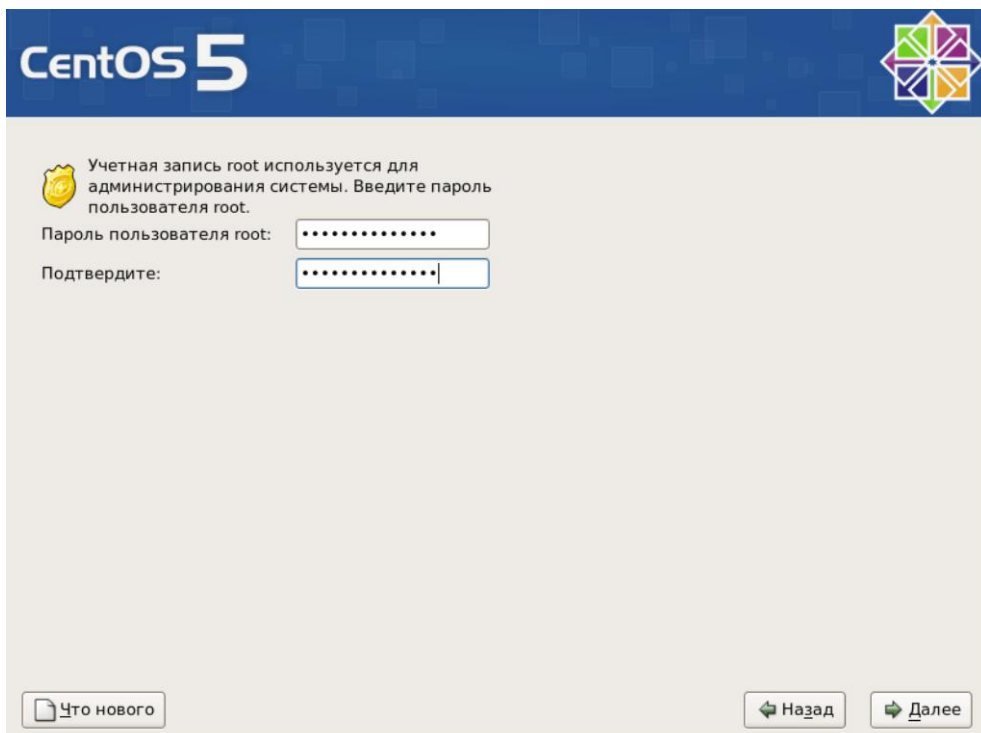 CentOS 5
Учетная запись root используется для
администрирования системы. Введите пароль
пользователя root.
Пароль пользователя root: ••••••••••••••
Подтвердите: ••••••••••••••
Что нового
Назад
Далее